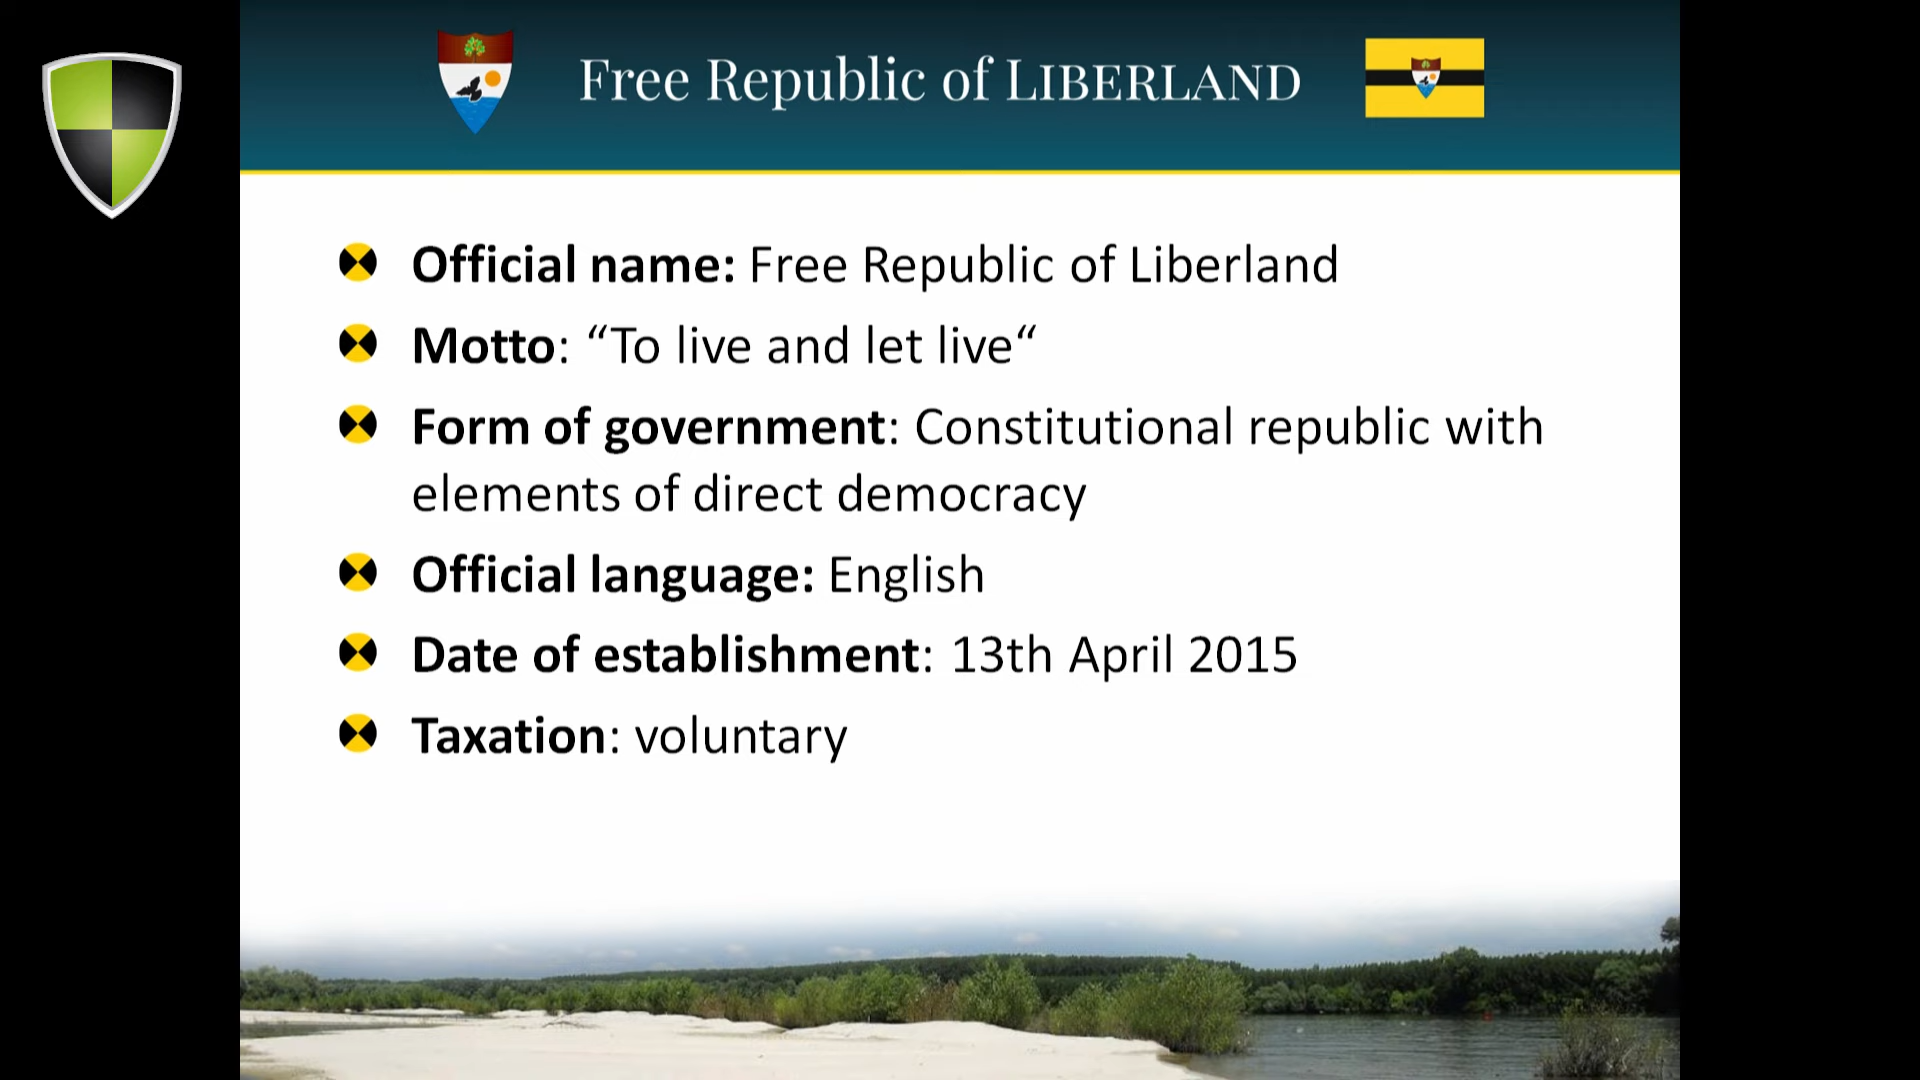 Free Republic of LIBERLAND
Official name: Free Republic of Liberland
Motto: “To live and let live“
Form of government: Constitutional republic with
elements of direct democracy
Official language: English
Date of establishment: 13th April 2015
Taxation: voluntary